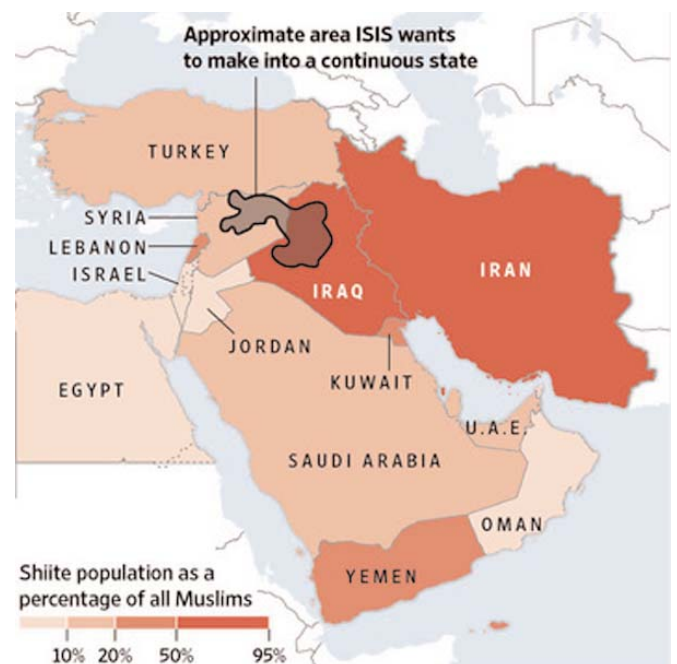 Approximate area ISIS wants
to make into a continuous state
TURKEY
SYRIA
LEBANON
ISRAEL
IRAQ
IRAN
JORDAN
KUWAIT
EGYPT
U.A.E.
SAUDI ARABIA
OMAN
YEMEN
Shiite population as a
percentage of all Muslims
10% 20% 50% 95%